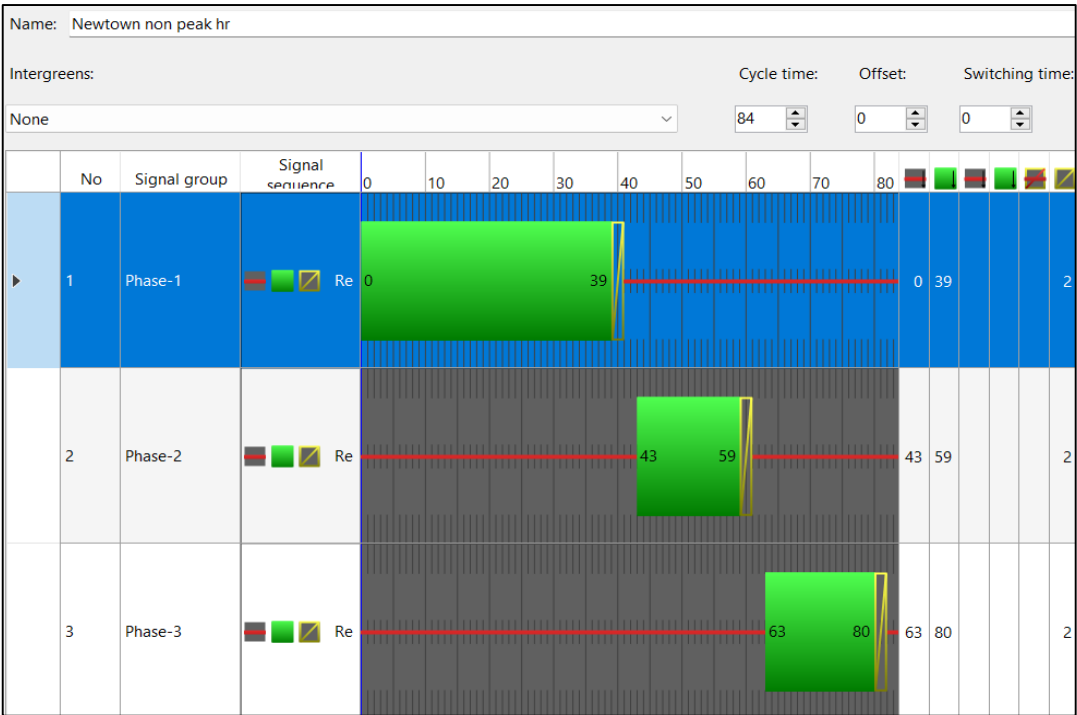 Name: Newtown non peak hr
Intergreens: Cycle time: Offset: Switching time:
None 84 0 0
No Signal group Signal sequence 0 10 20 30 40 50 60 70 80
1 Phase-1 Re 0 39 0 39 2
2 Phase-2 Re 43 59 43 59 2
3 Phase-3 Re 63 80 63 80 2